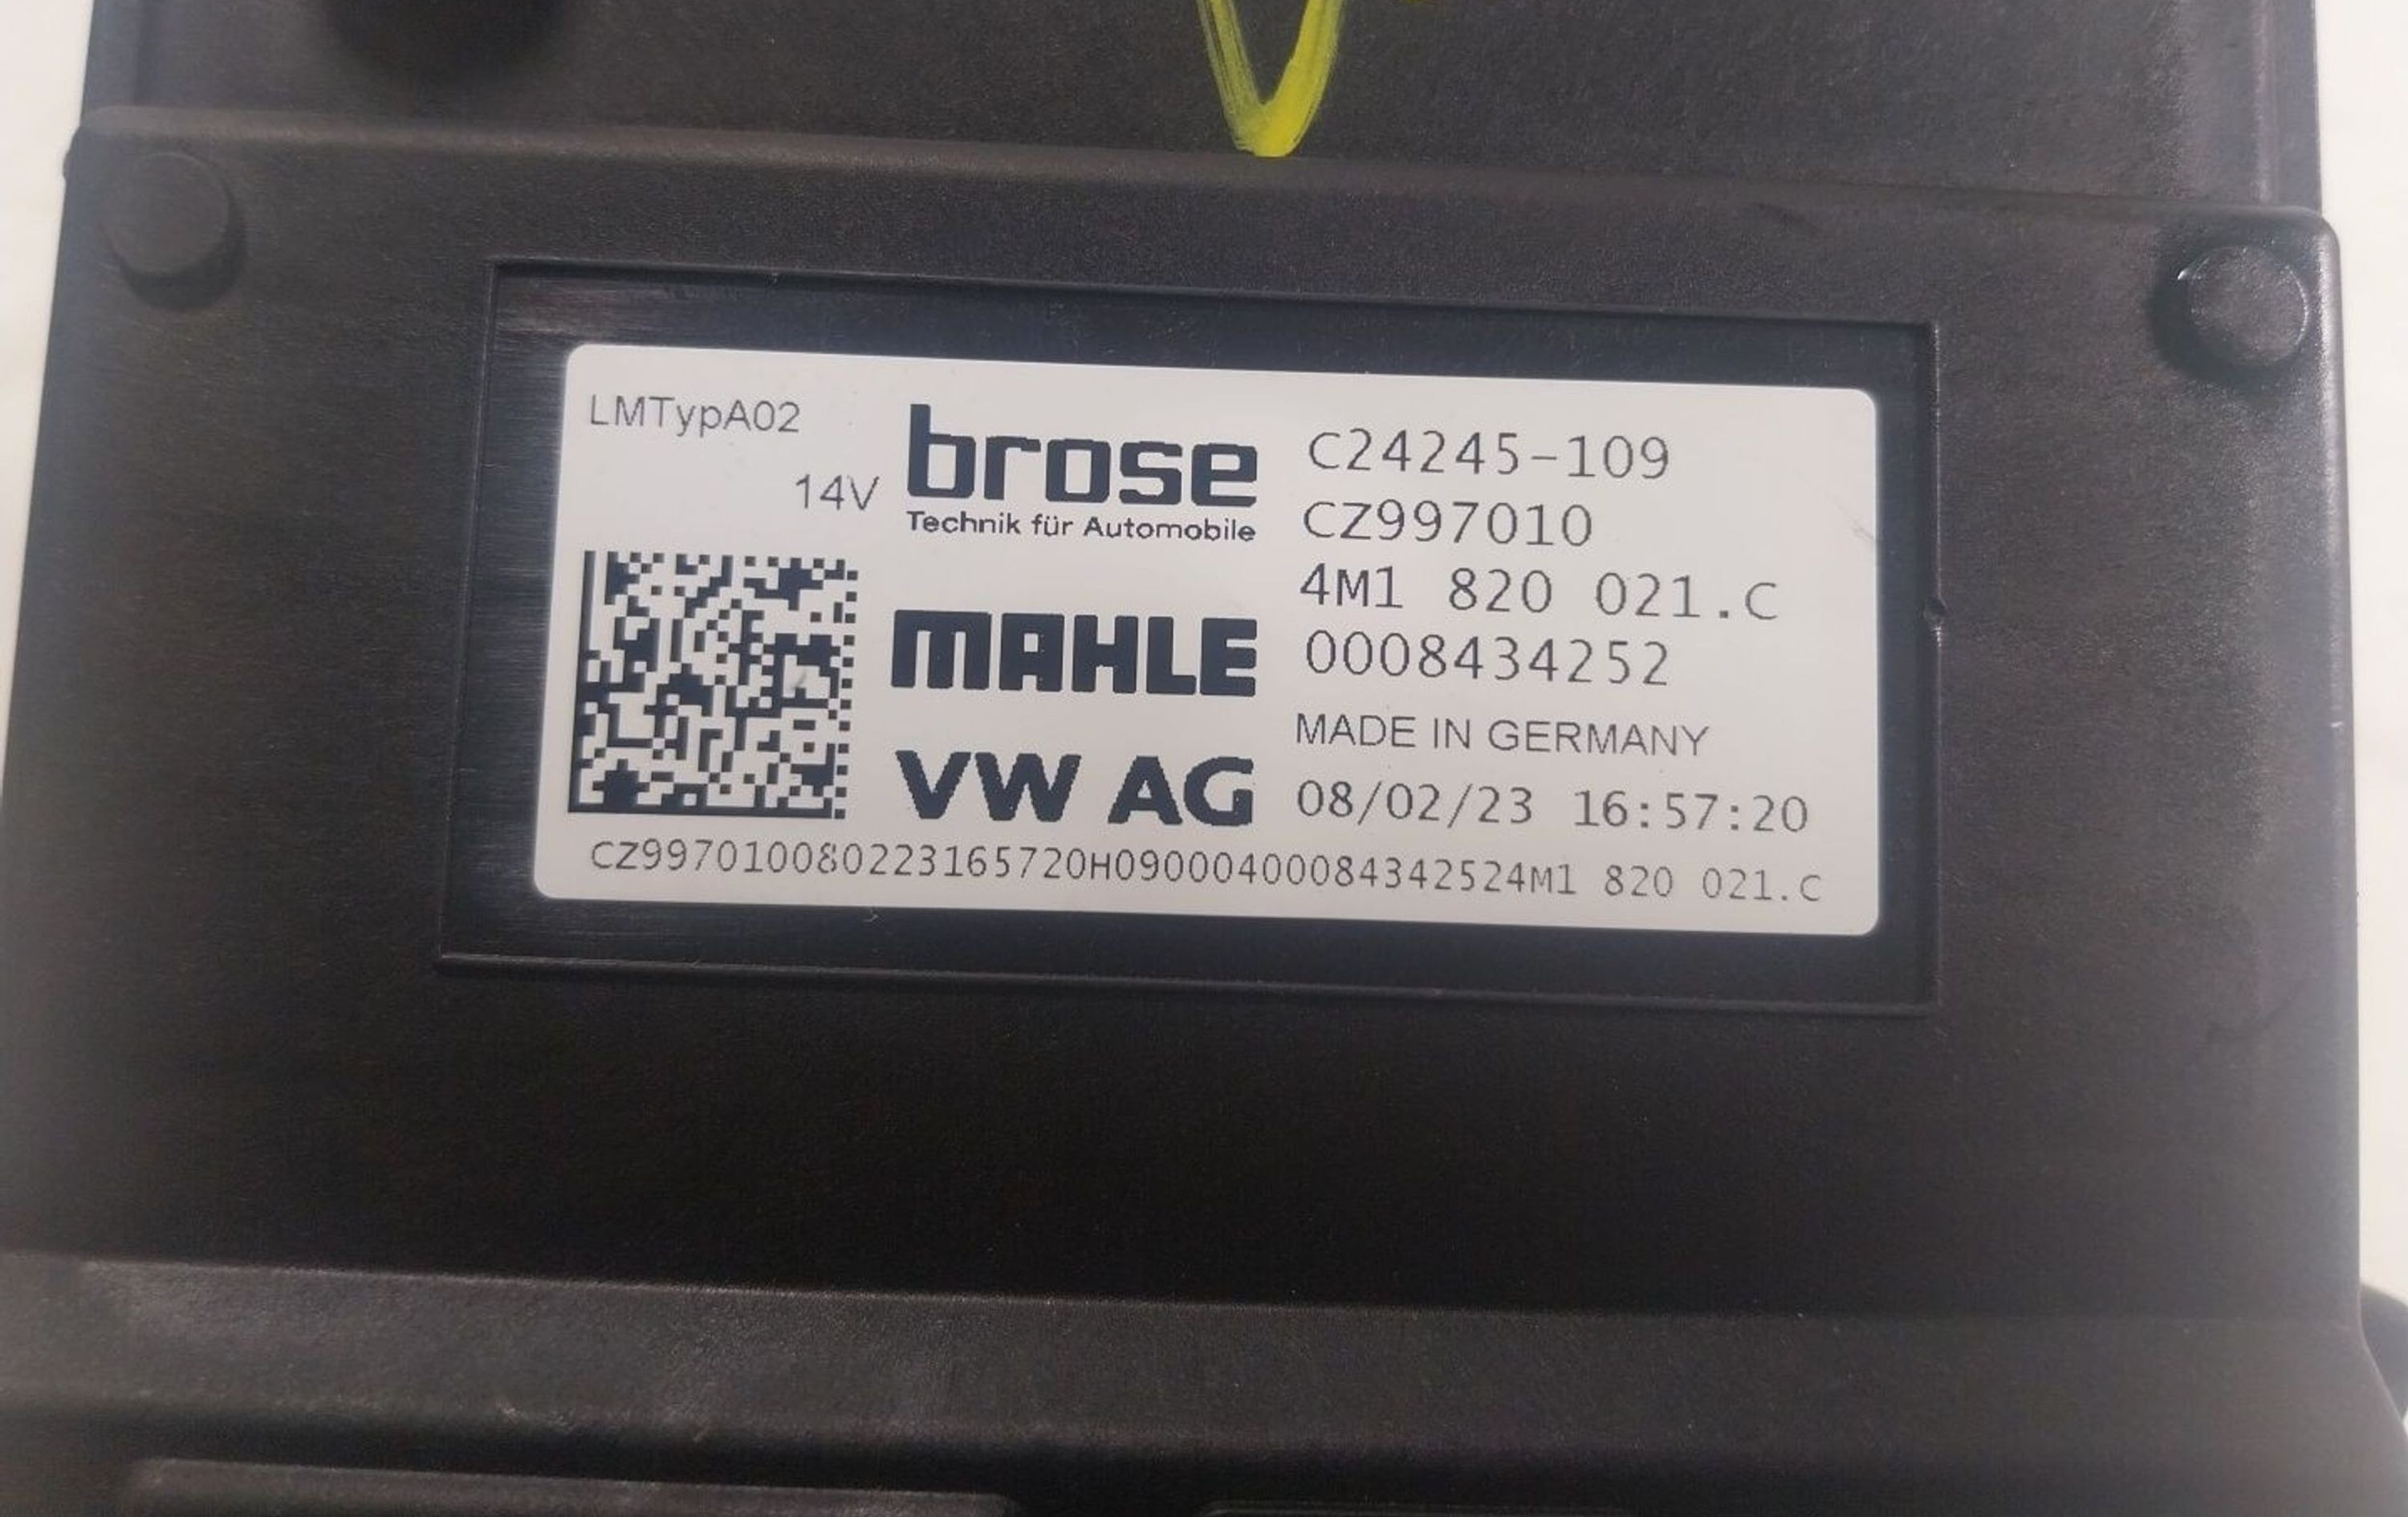 LMTypA02
14V
brose
Technik für Automobile
MAHLE
VW AG
C24245-109
CZ997010
4M1 820 021.C
0008434252
MADE IN GERMANY
08/02/23 16:57:20
CZ997010080223165720H09000400084342524M1 820 021.C